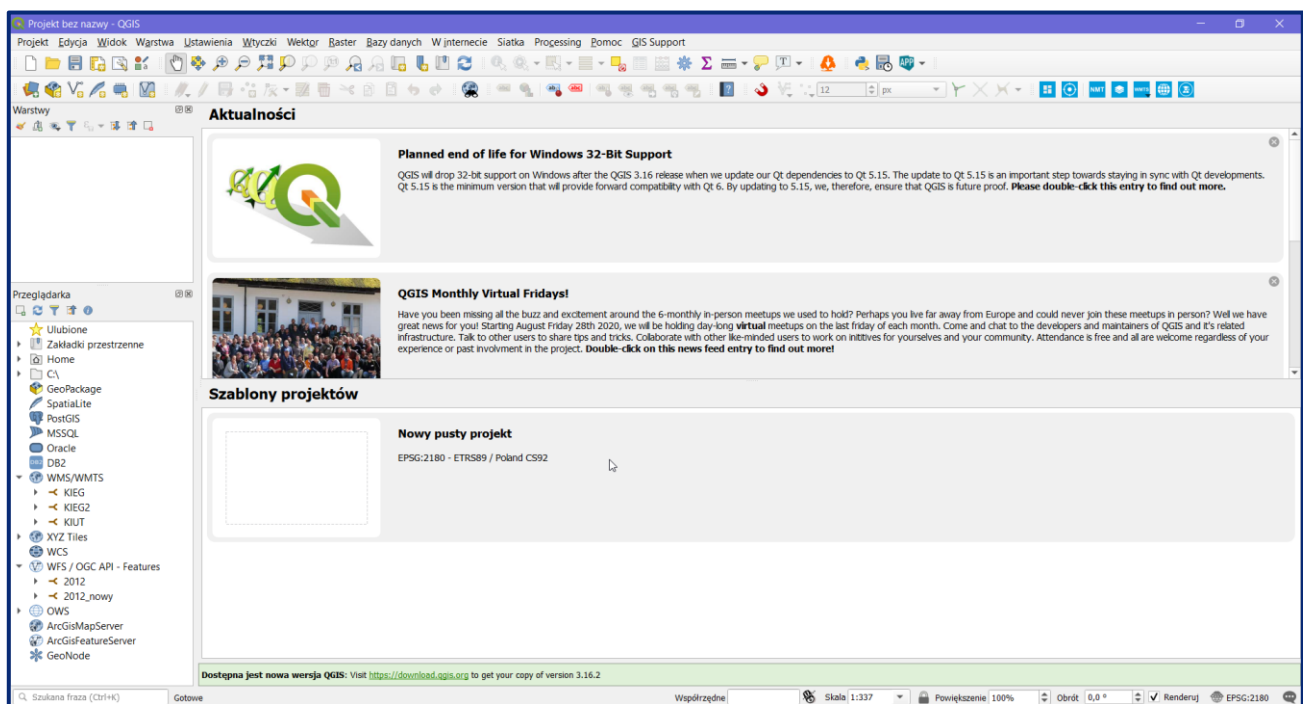 Projekt bez nazwy - QGIS
Projekt Edycja Widok Warstwa Ustawienia Wtyczki Wektor Raster Bazy danych W internecie Siatka Processing Pomoc GIS Support
12 px
NMT WMTS
Warstwy
Aktualności
Planned end of life for Windows 32-Bit Support
QGIS will drop 32-bit support on Windows after the QGIS 3.16 release when we update our Qt dependencies to Qt 5.15. The update to Qt 5.15 is an important step towards staying in sync with Qt developments.
Qt 5.15 is the minimum version that will provide forward compatibility with Qt 6. By updating to 5.15, we, therefore, ensure that QGIS is future proof. Please double-click this entry to find out more.
QGIS Monthly Virtual Fridays!
Have you been missing all the buzz and excitement around the 6-monthly in-person meetups we used to hold? Perhaps you live far away from Europe and could never join these meetups in person? Well we have
great news for you! Starting August Friday 28th 2020, we will be holding day-long virtual meetups on the last friday of each month. Come and chat to the developers and maintainers of QGIS and it's related
infrastructure. Talk to other users to share tips and tricks. Collaborate with other like-minded users to work on inititives for yourselves and your community. Attendance is free and all are welcome regardless of your
experience or past involvment in the project. Double-click on this news feed entry to find out more!
Przeglądarka
Ulubione
Zakładki przestrzenne
Home
C:\
GeoPackage
SpatiaLite
PostGIS
MSSQL
Oracle
DB2
WMS/WMTS
KIEG
KIEG2
KIUT
XYZ Tiles
WCS
WFS / OGC API - Features
2012
2012_nowy
OWS
ArcGisMapServer
ArcGisFeatureServer
GeoNode
Szablony projektów
Nowy pusty projekt
EPSG:2180 - ETRS89 / Poland CS92
Dostępna jest nowa wersja QGIS: Visit https://download.qgis.org to get your copy of version 3.16.2
Szukana fraza (Ctrl+K) Gotowe Współrzędne Skala 1:337 Powiększenie 100% Obrót 0,0 ° Renderuj EPSG:2180